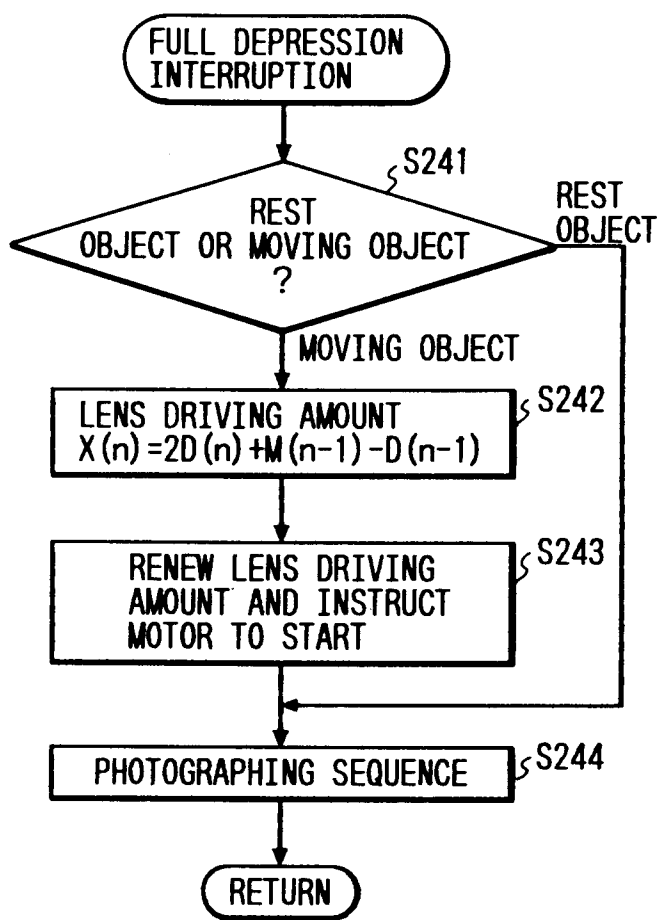 FULL DEPRESSION
INTERRUPTION
S241
REST
OBJECT OR MOVING OBJECT
?
REST
OBJECT
MOVING OBJECT
S242
LENS DRIVING AMOUNT
X(n)=2D(n)+M(n-1)-D(n-1)
S243
RENEW LENS DRIVING
AMOUNT AND INSTRUCT
MOTOR TO START
S244
PHOTOGRAPHING SEQUENCE
RETURN